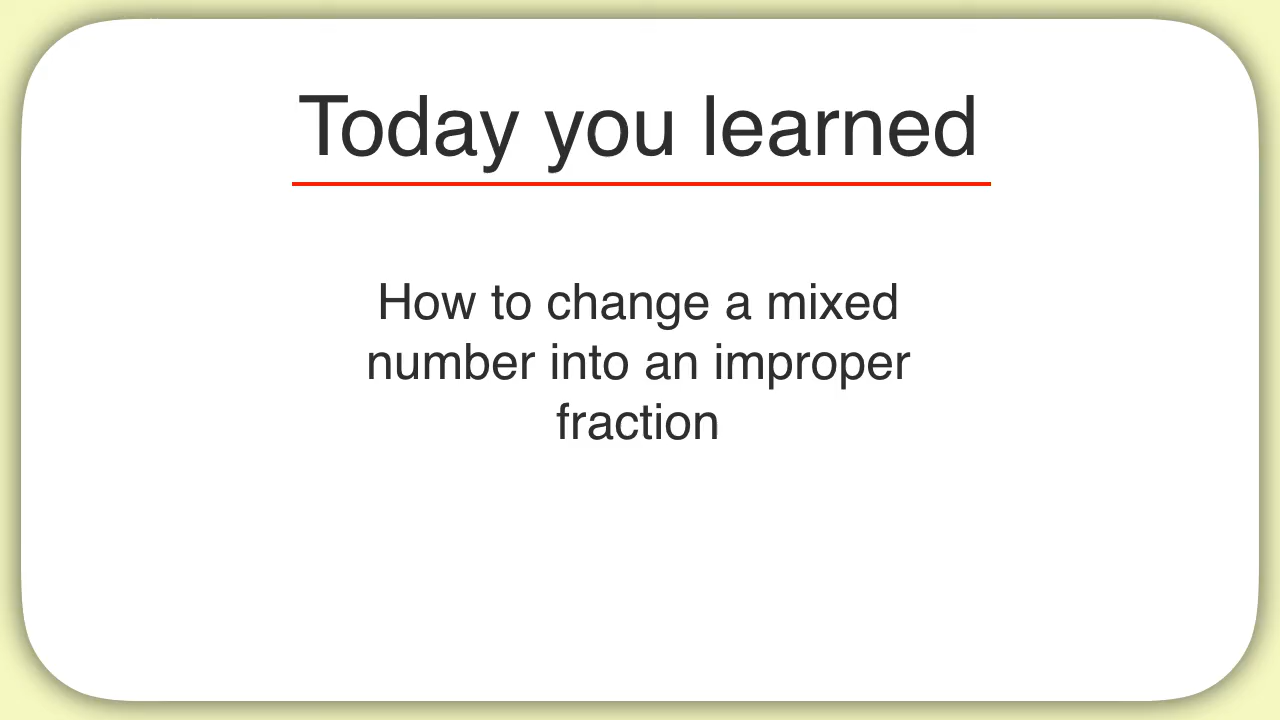 Today you learned
How to change a mixed
number into an improper
fraction